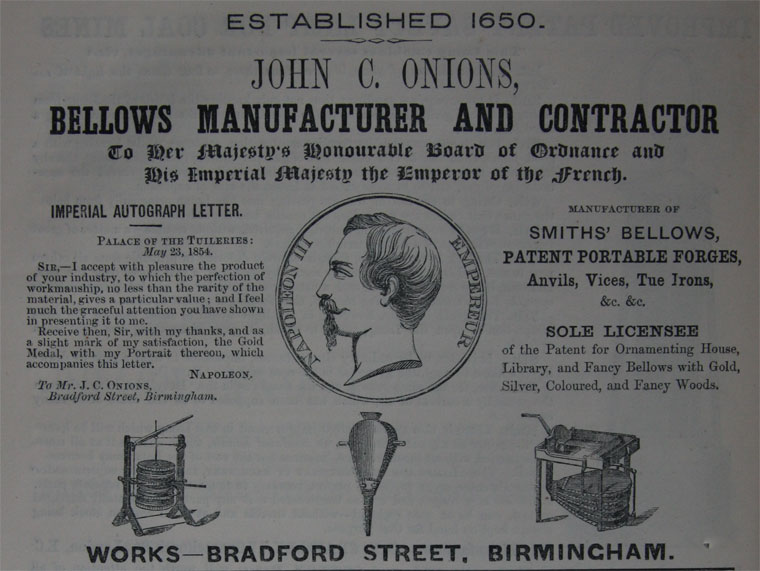 ESTABLISHED 1650.
JOHN C. ONIONS,
BELLOWS MANUFACTURER AND CONTRACTOR
To Her Majesty's Honourable Board of Ordnance and
His Imperial Majesty the Emperor of the French.
IMPERIAL AUTOGRAPH LETTER.
PALACE OF THE TUILERIES:
May 23, 1854.
SIR,—I accept with pleasure the product
of your industry, to which the perfection of
workmanship, no less than the rarity of the
material, gives a particular value; and I feel
much the graceful attention you have shown
in presenting it to me.
Receive then, Sir, with my thanks, and as
a slight mark of my satisfaction, the Gold
Medal, with my Portrait thereon, which
accompanies this letter.
NAPOLEON.
To Mr. J. C. ONIONS,
Bradford Street, Birmingham.
NAPOLEON III EMPEREUR
MANUFACTURER OF
SMITHS' BELLOWS,
PATENT PORTABLE FORGES,
Anvils, Vices, Tue Irons,
&c. &c.
SOLE LICENSEE
of the Patent for Ornamenting House,
Library, and Fancy Bellows with Gold,
Silver, Coloured, and Fancy Woods.
WORKS—BRADFORD STREET, BIRMINGHAM.